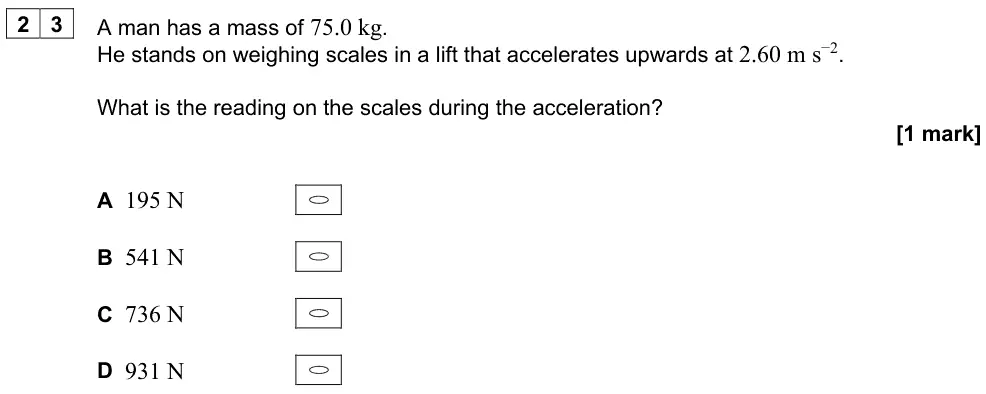 2 3 A man has a mass of 75.0 kg.
He stands on weighing scales in a lift that accelerates upwards at 2.60 m s⁻².
What is the reading on the scales during the acceleration?
[1 mark]
A 195 N
B 541 N
C 736 N
D 931 N